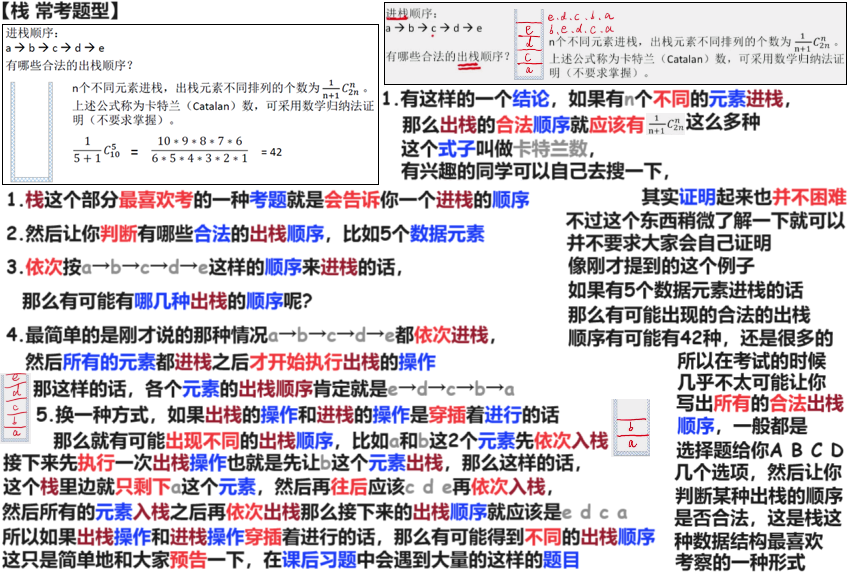 【栈 常考题型】
进栈顺序:
a → b → c → d → e
有哪些合法的出栈顺序?
n个不同元素进栈,出栈元素不同排列的个数为 1/(n+1) C_{2n}^{n} 。
上述公式称为卡特兰(Catalan)数,可采用数学归纳法证
明(不要求掌握)。
1/(5+1) C_{10}^{5} = (10*9*8*7*6)/(6*5*4*3*2*1) = 42
进栈顺序:
a → b → c → d → e
有哪些合法的出栈顺序?
e
d
c
a
e.d.c.b.a
b.e.d.c.a
n个不同元素进栈,出栈元素不同排列的个数为 1/(n+1) C_{2n}^{n} 。
上述公式称为卡特兰(Catalan)数,可采用数学归纳法证
明(不要求掌握)。
1.有这样的一个结论,如果有n个不同的元素进栈,
那么出栈的合法顺序就应该有 1/(n+1) C_{2n}^{n} 这么多种
这个式子叫做卡特兰数,
有兴趣的同学可以自己去搜一下,
其实证明起来也并不困难
不过这个东西稍微了解一下就可以
并不要求大家会自己证明
像刚才提到的这个例子
如果有5个数据元素进栈的话
那么有可能出现的合法的出栈
顺序有可能有42种,还是很多的
所以在考试的时候
几乎不太可能让你
写出所有的合法出栈
顺序,一般都是
选择题给你A B C D
几个选项,然后让你
判断某种出栈的顺序
是否合法,这是栈这
种数据结构最喜欢
考察的一种形式
1.栈这个部分最喜欢考的一种考题就是会告诉你一个进栈的顺序
2.然后让你判断有哪些合法的出栈顺序,比如5个数据元素
3.依次按a→b→c→d→e这样的顺序来进栈的话,
那么有可能有哪几种出栈的顺序呢?
4.最简单的是刚才说的那种情况a→b→c→d→e都依次进栈,
然后所有的元素都进栈之后才开始执行出栈的操作
那这样的话,各个元素的出栈顺序肯定就是e→d→c→b→a
e
d
c
b
a
5.换一种方式,如果出栈的操作和进栈的操作是穿插着进行的话
那么就有可能出现不同的出栈顺序,比如a和b这2个元素先依次入栈
b
a
接下来先执行一次出栈操作也就是先让b这个元素出栈,那么这样的话,
这个栈里边就只剩下a这个元素,然后再往后应该c d e再依次入栈,
然后所有的元素入栈之后再依次出栈那么接下来的出栈顺序就应该是e d c a
所以如果出栈操作和进栈操作穿插着进行的话,那么有可能得到不同的出栈顺序
这只是简单地和大家预告一下,在课后习题中会遇到大量的这样的题目